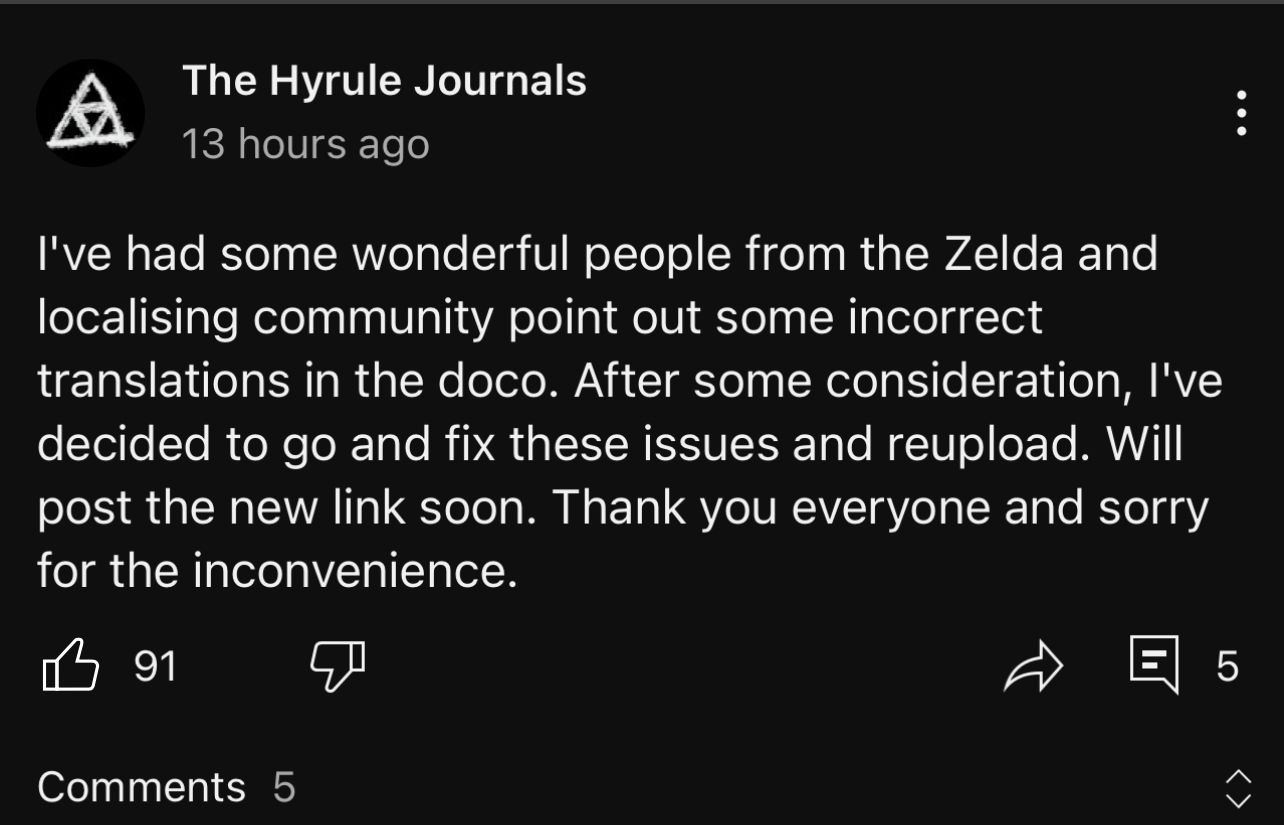 The Hyrule Journals
13 hours ago
I've had some wonderful people from the Zelda and
localising community point out some incorrect
translations in the doco. After some consideration, I've
decided to go and fix these issues and reupload. Will
post the new link soon. Thank you everyone and sorry
for the inconvenience.
91
5
Comments 5